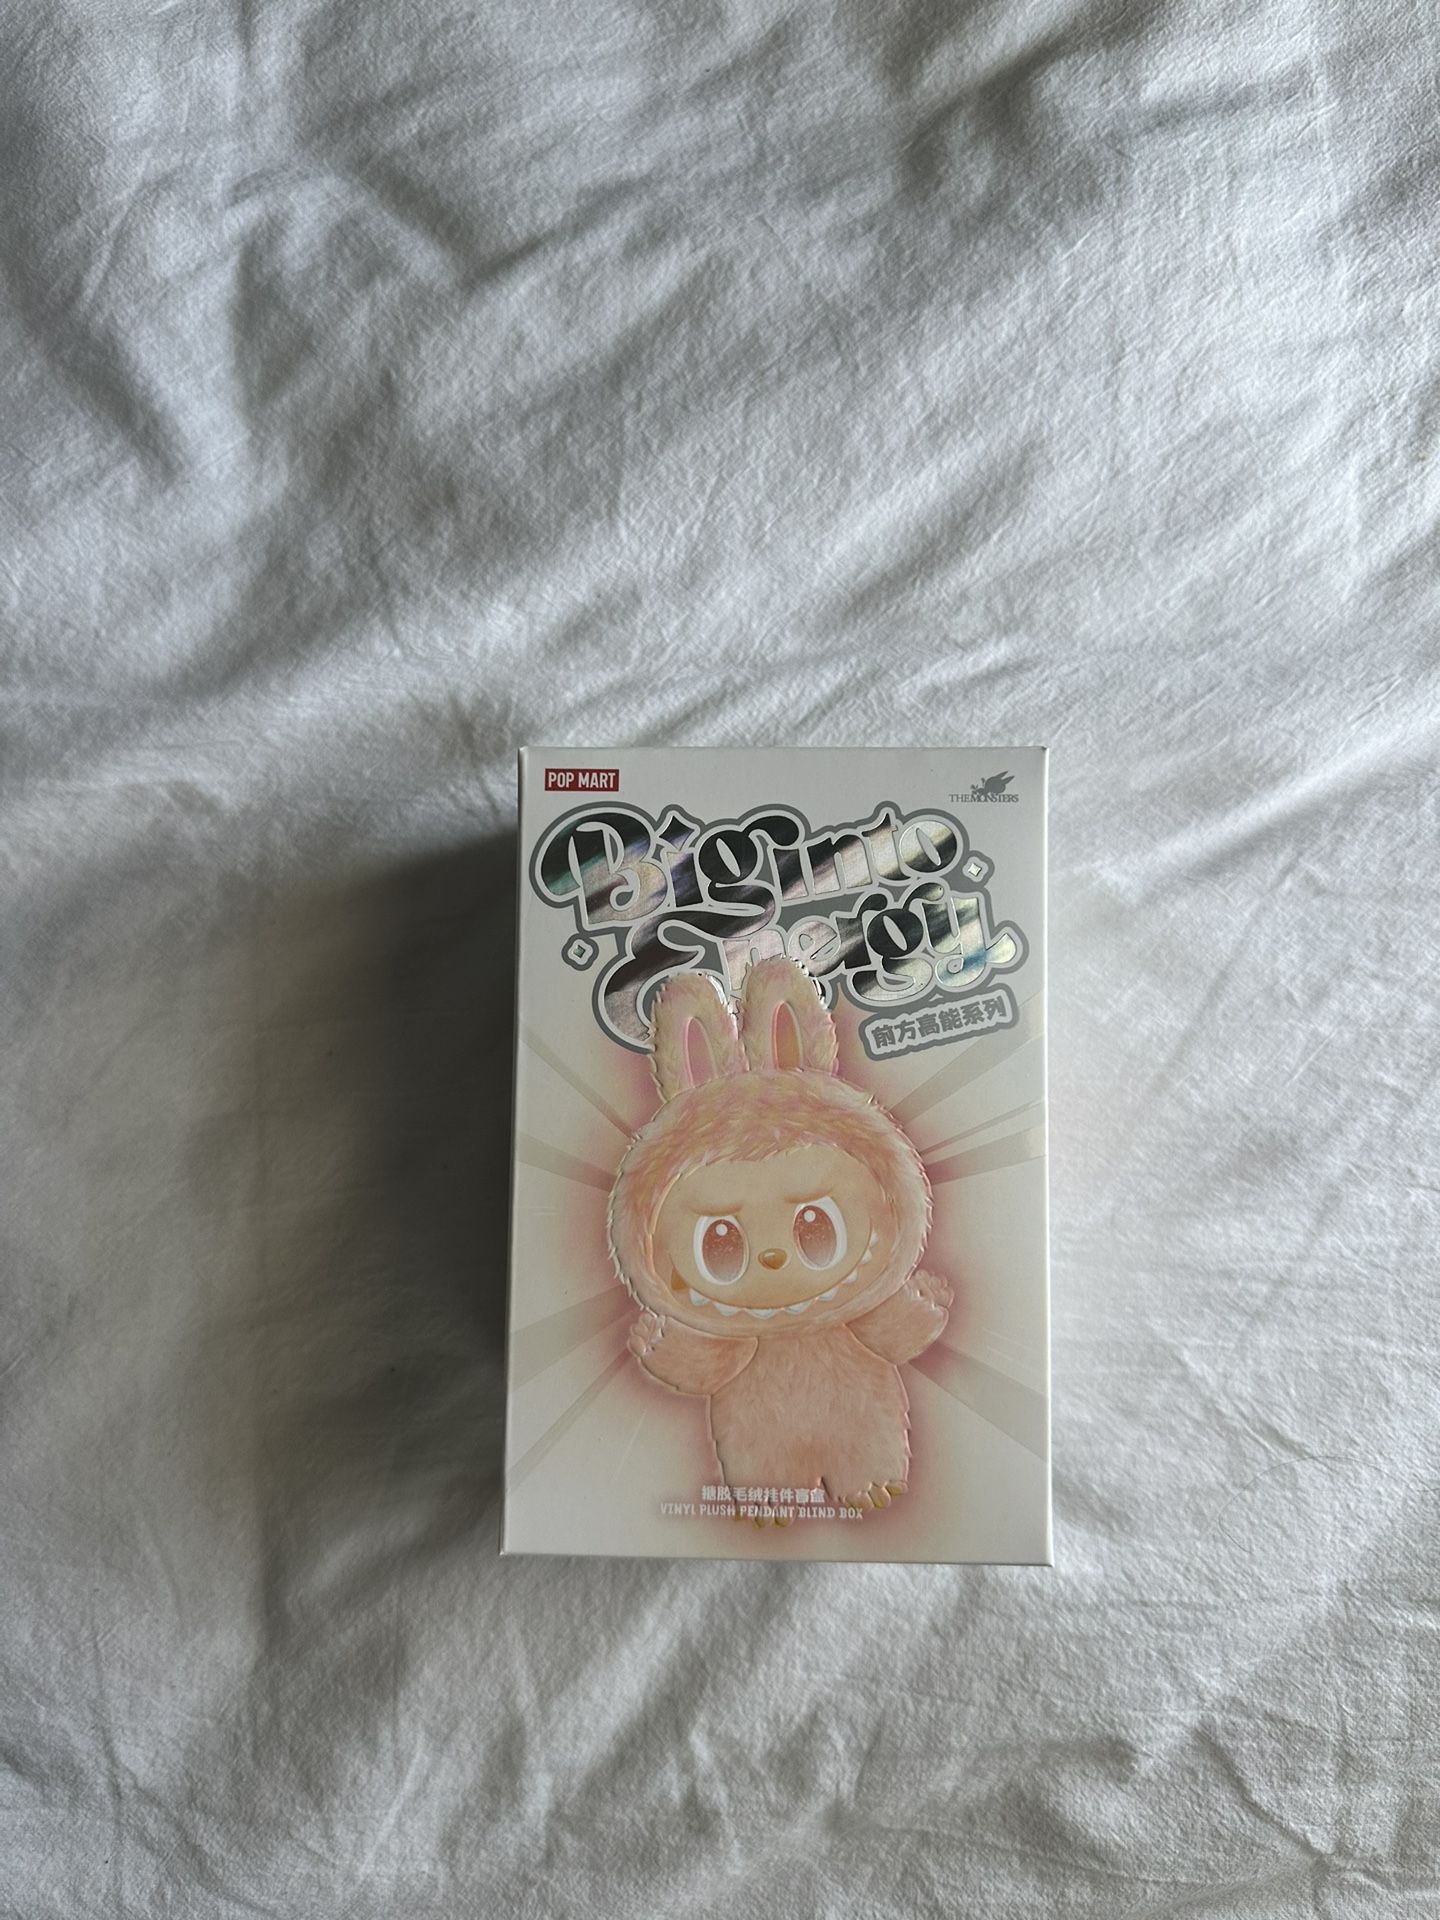 POP MART
THE MONSTERS
Big into
Energy
前方高能系列
搪胶毛绒挂件盲盒
VINYL PLUSH PENDANT BLIND BOX